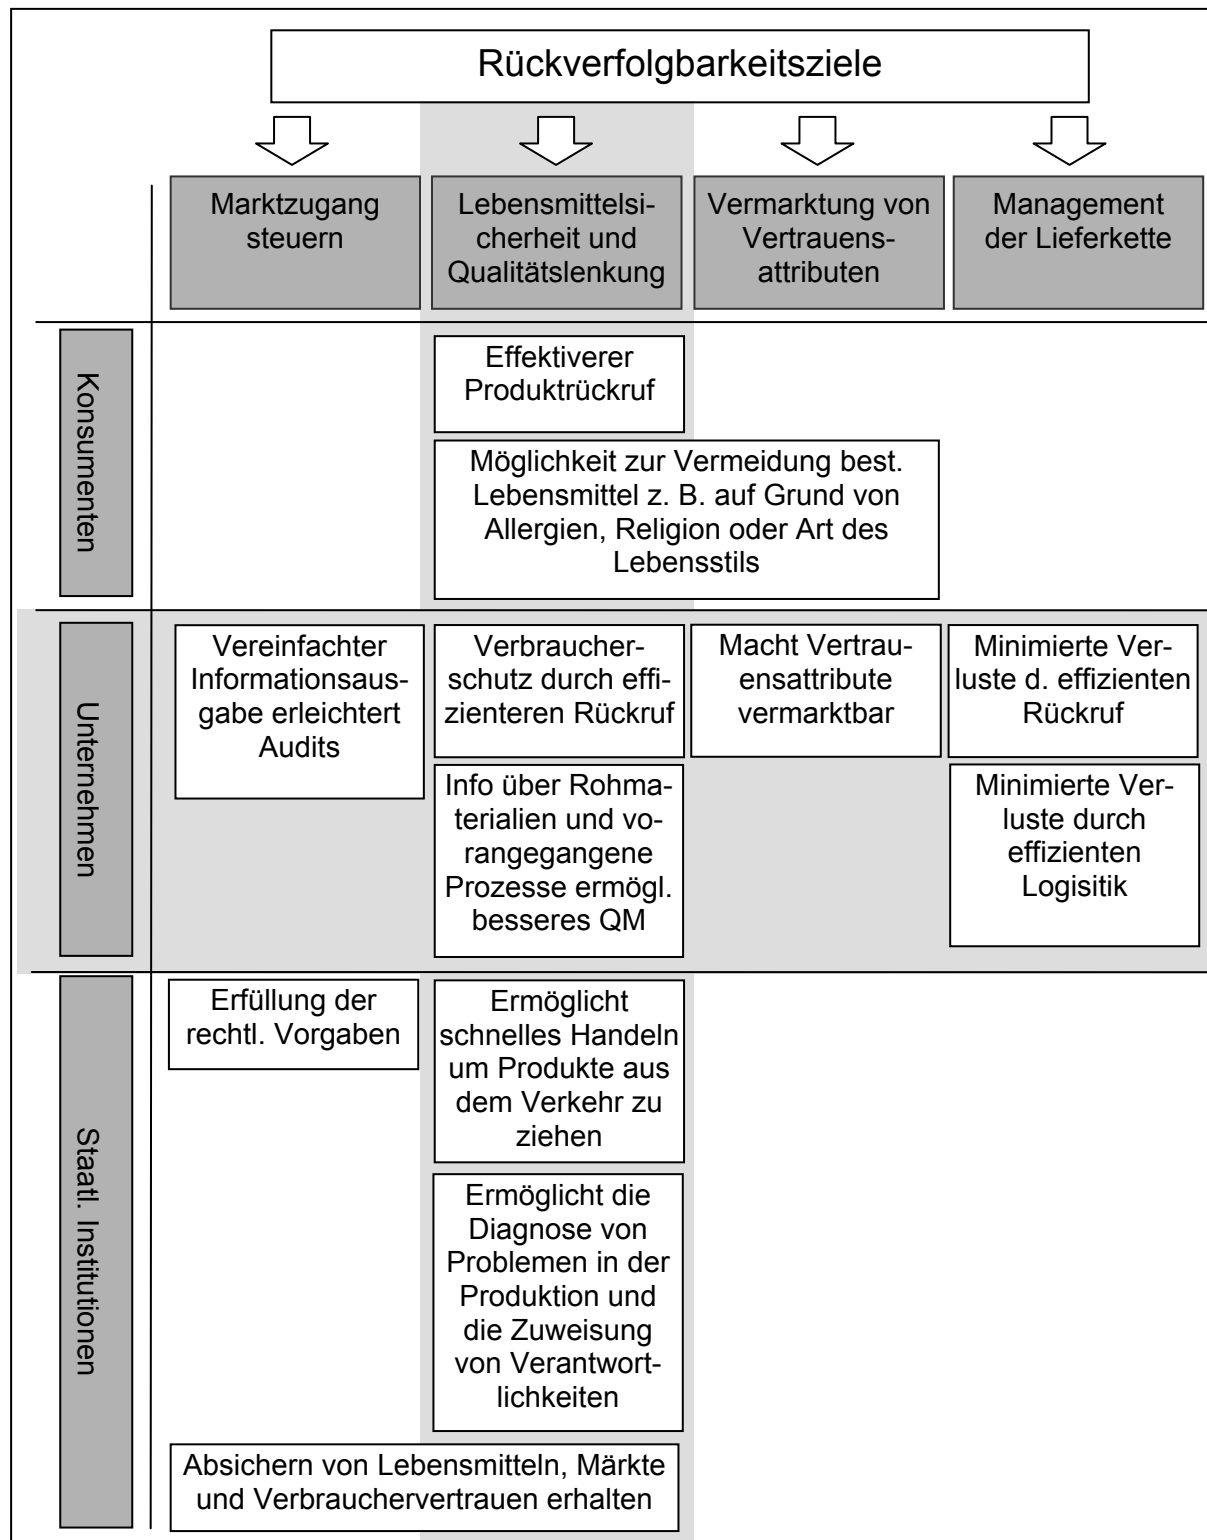 Rückverfolgbarkeitsziele
Marktzugang
steuern
Lebensmittelsi-
cherheit und
Qualitätslenkung
Vermarktung von
Vertrauens-
attributen
Management
der Lieferkette
Konsumenten
Effektiverer
Produktrückruf
Möglichkeit zur Vermeidung best.
Lebensmittel z. B. auf Grund von
Allergien, Religion oder Art des
Lebensstils
Unternehmen
Vereinfachter
Informationsaus-
gabe erleichtert
Audits
Verbraucher-
schutz durch effi-
zienteren Rückruf
Info über Rohma-
terialien und vo-
rangegangene
Prozesse ermögl.
besseres QM
Macht Vertrau-
ensattribute
vermarktbar
Minimierte Ver-
luste d. effizienten
Rückruf
Minimierte Ver-
luste durch
effizienten
Logisitik
Staatl. Institutionen
Erfüllung der
rechtl. Vorgaben
Ermöglicht
schnelles Handeln
um Produkte aus
dem Verkehr zu
ziehen
Ermöglicht die
Diagnose von
Problemen in der
Produktion und
die Zuweisung
von Verantwort-
lichkeiten
Absichern von Lebensmitteln, Märkte
und Verbrauchervertrauen erhalten